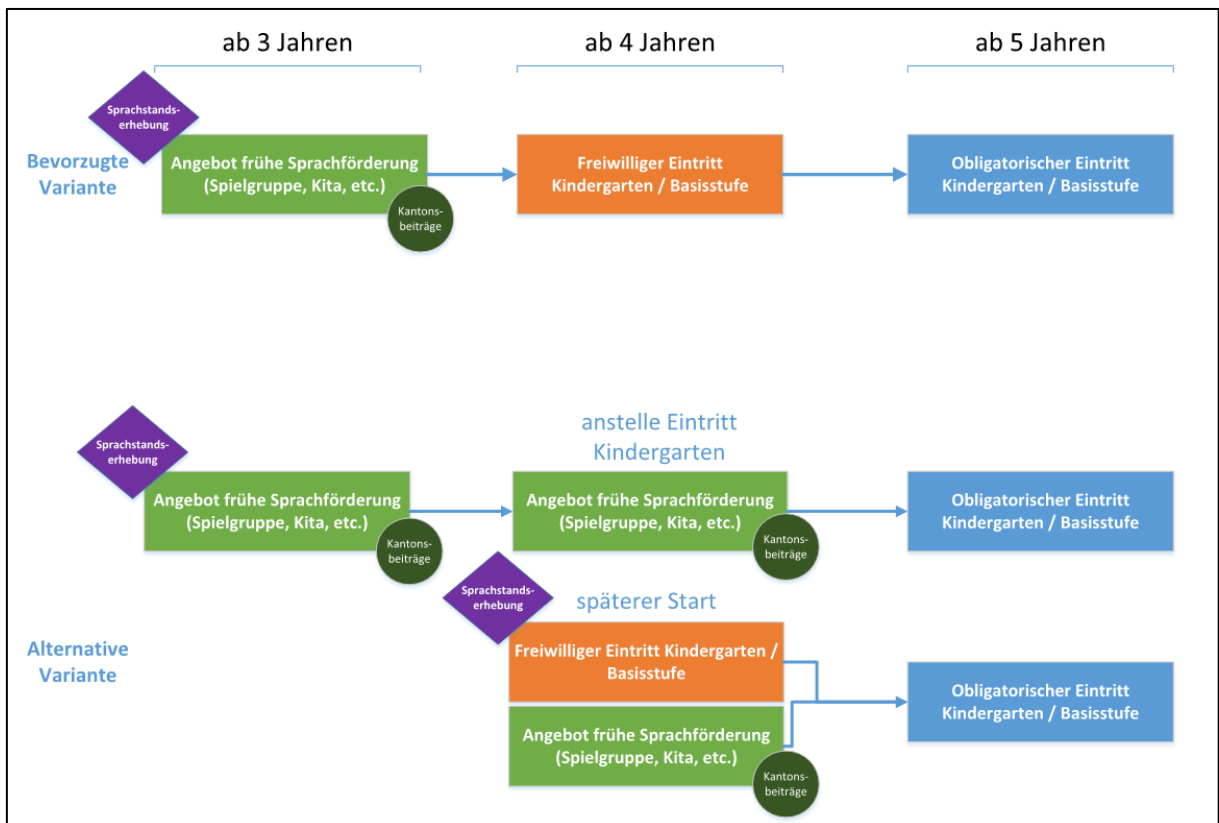 ab 3 Jahren
ab 4 Jahren
ab 5 Jahren
Sprachstands-
erhebung
Bevorzugte
Variante
Angebot frühe Sprachförderung
(Spielgruppe, Kita, etc.)
Kantons-
beiträge
Freiwilliger Eintritt
Kindergarten / Basisstufe
Obligatorischer Eintritt
Kindergarten / Basisstufe
Sprachstands-
erhebung
Angebot frühe Sprachförderung
(Spielgruppe, Kita, etc.)
Kantons-
beiträge
anstelle Eintritt
Kindergarten
Angebot frühe Sprachförderung
(Spielgruppe, Kita, etc.)
Kantons-
beiträge
Obligatorischer Eintritt
Kindergarten / Basisstufe
Alternative
Variante
Sprachstands-
erhebung
späterer Start
Freiwilliger Eintritt Kindergarten /
Basisstufe
Angebot frühe Sprachförderung
(Spielgruppe, Kita, etc.)
Kantons-
beiträge
Obligatorischer Eintritt
Kindergarten / Basisstufe